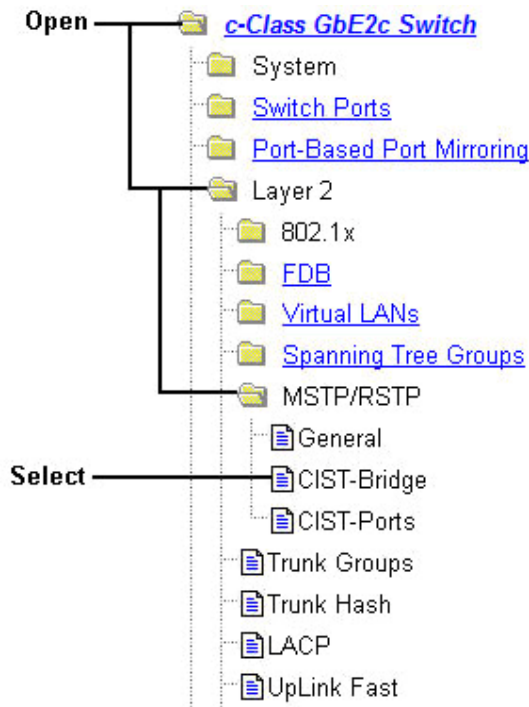 Open c-Class GbE2c Switch
System
Switch Ports
Port-Based Port Mirroring
Layer 2
802.1x
FDB
Virtual LANs
Spanning Tree Groups
MSTP/RSTP
General
Select CIST-Bridge
CIST-Ports
Trunk Groups
Trunk Hash
LACP
UpLink Fast